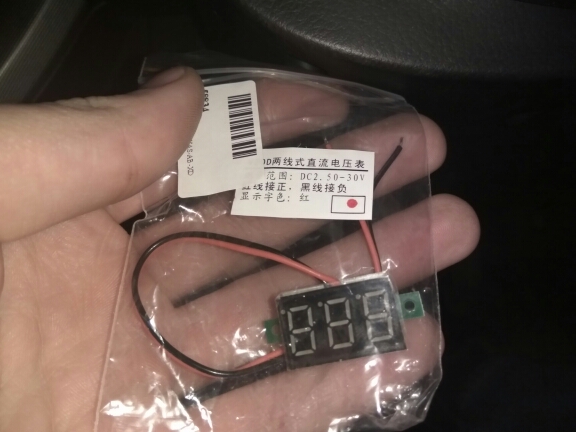 两线式直流电压表
范围: DC2.50-30V
线接正, 黑线接负
显示字色: 红